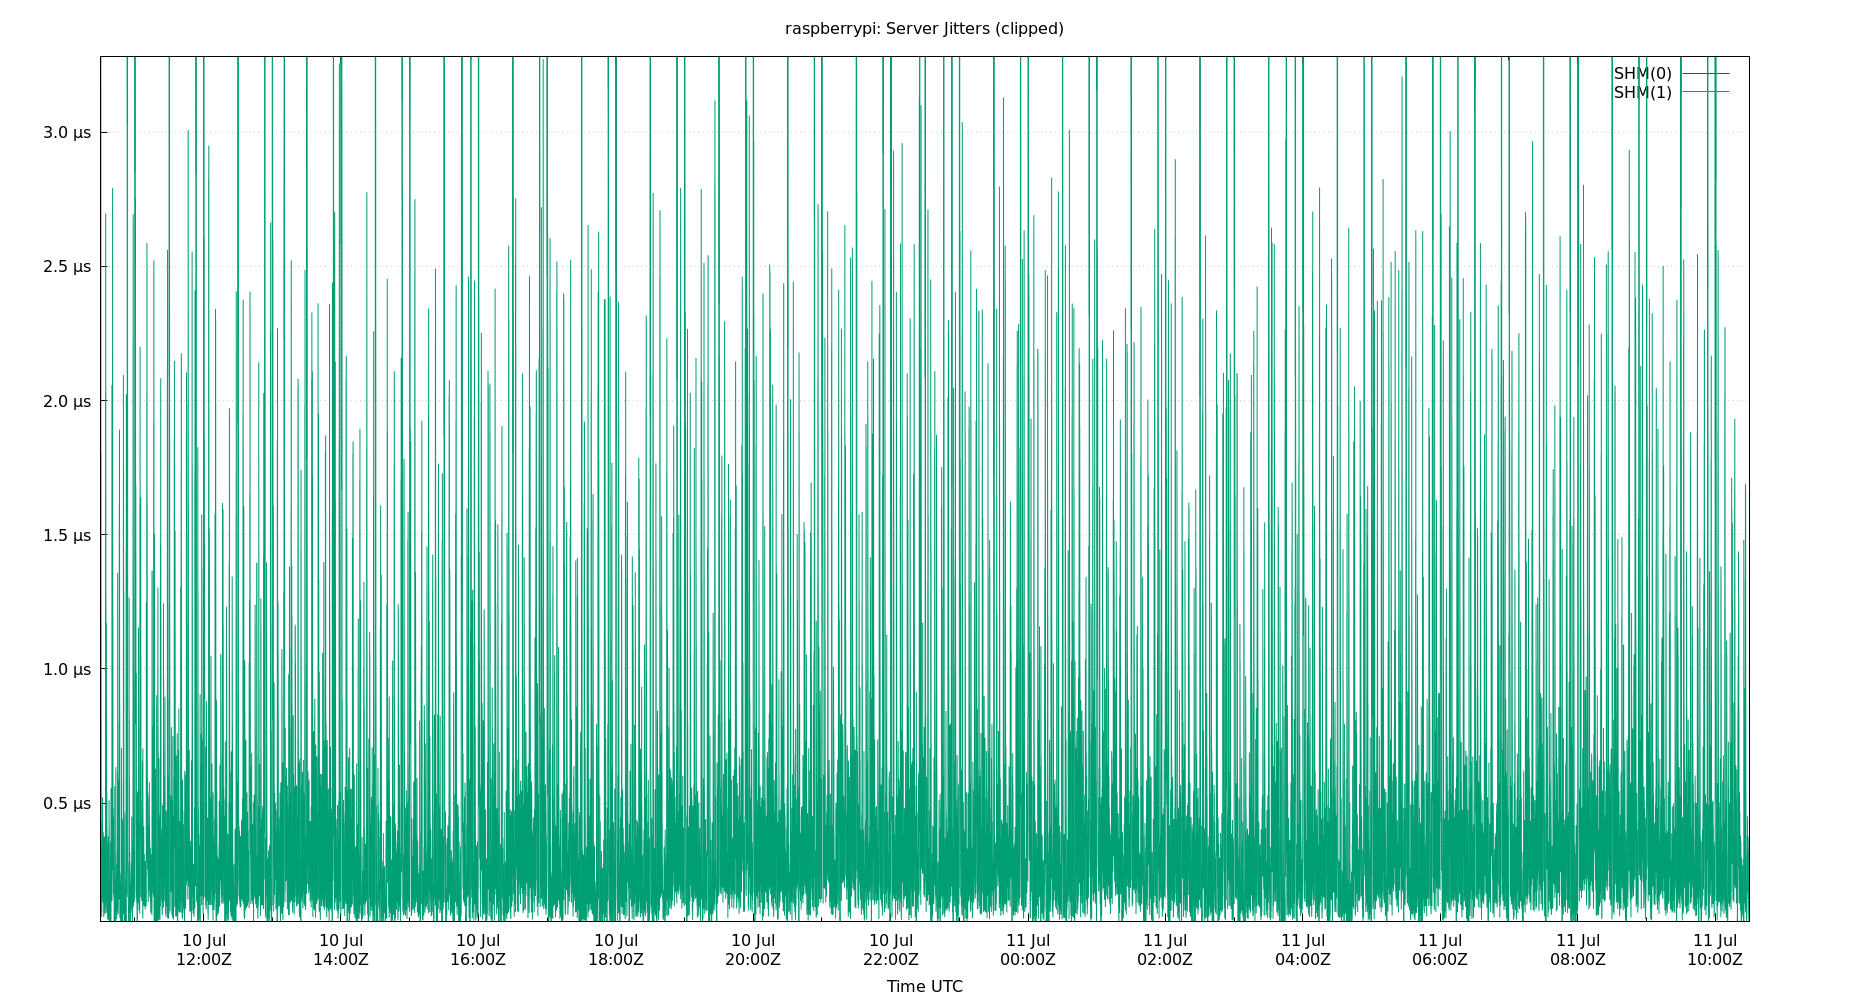 raspberrypi: Server Jitters (clipped)
SHM(0)
SHM(1)
3.0 µs
2.5 µs
2.0 µs
1.5 µs
1.0 µs
0.5 µs
10 Jul 10 Jul 10 Jul 10 Jul 10 Jul 10 Jul 11 Jul 11 Jul 11 Jul 11 Jul 11 Jul 11 Jul
12:00Z 14:00Z 16:00Z 18:00Z 20:00Z 22:00Z 00:00Z 02:00Z 04:00Z 06:00Z 08:00Z 10:00Z
Time UTC